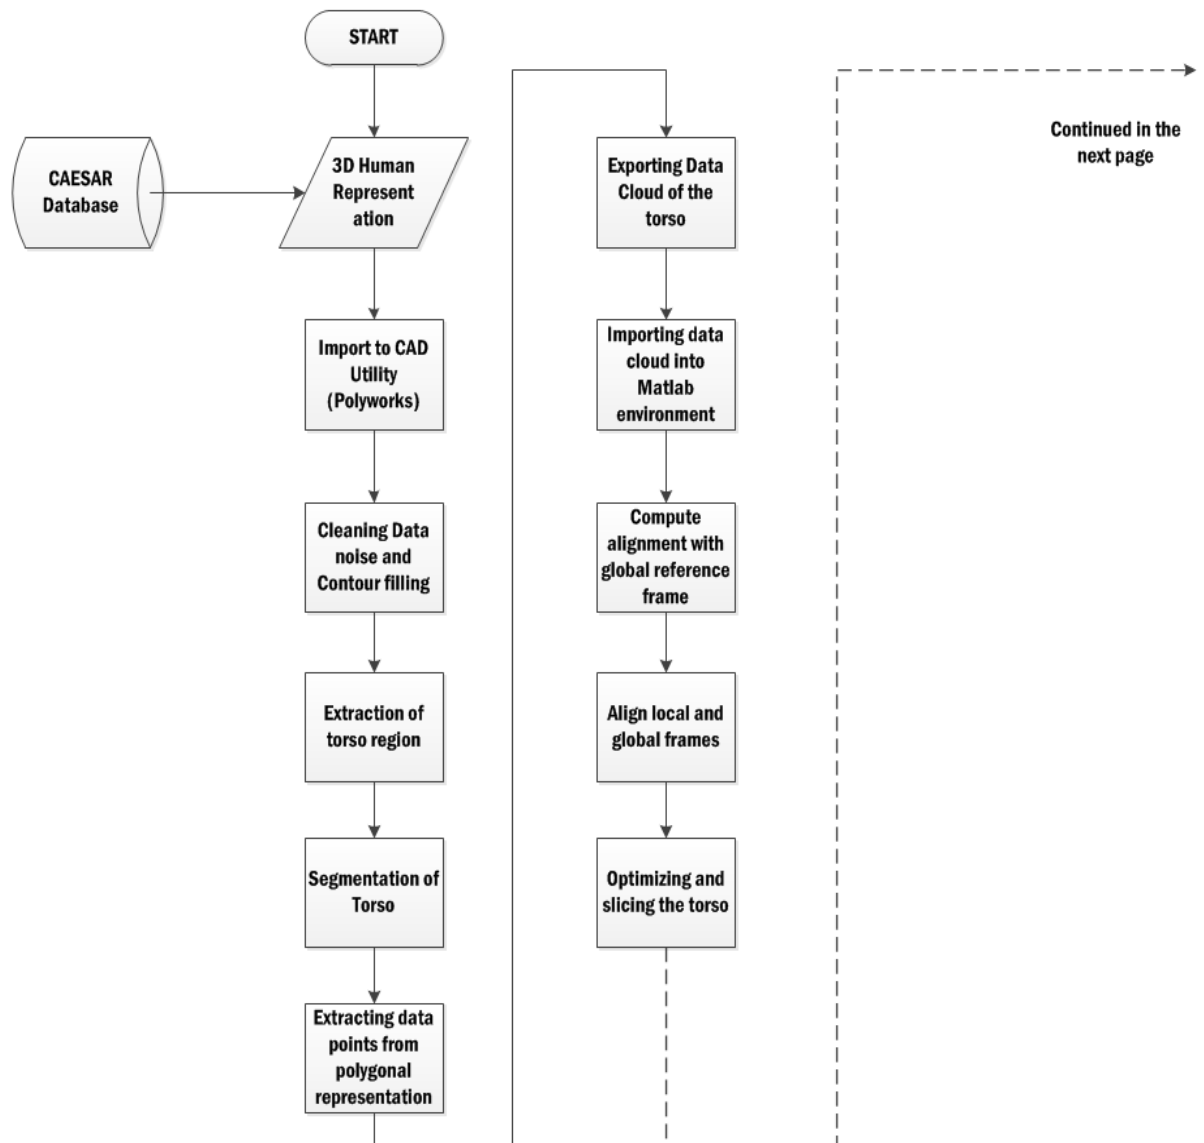 START
CAESAR
Database
3D Human
Represent
ation
Import to CAD
Utility
(Polyworks)
Cleaning Data
noise and
Contour filling
Extraction of
torso region
Segmentation of
Torso
Extracting data
points from
polygonal
representation
Exporting Data
Cloud of the
torso
Importing data
cloud into
Matlab
environment
Compute
alignment with
global reference
frame
Align local and
global frames
Optimizing and
slicing the torso
Continued in the
next page